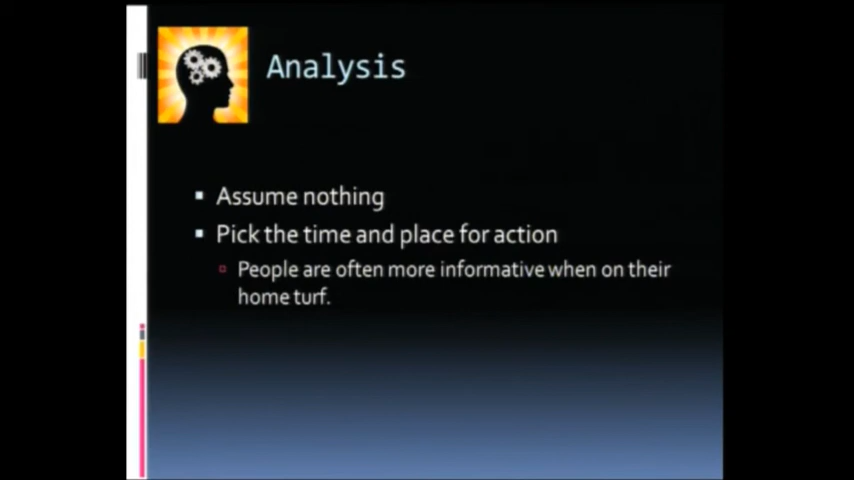 Analysis
Assume nothing
Pick the time and place for action
People are often more informative when on their
home turf.